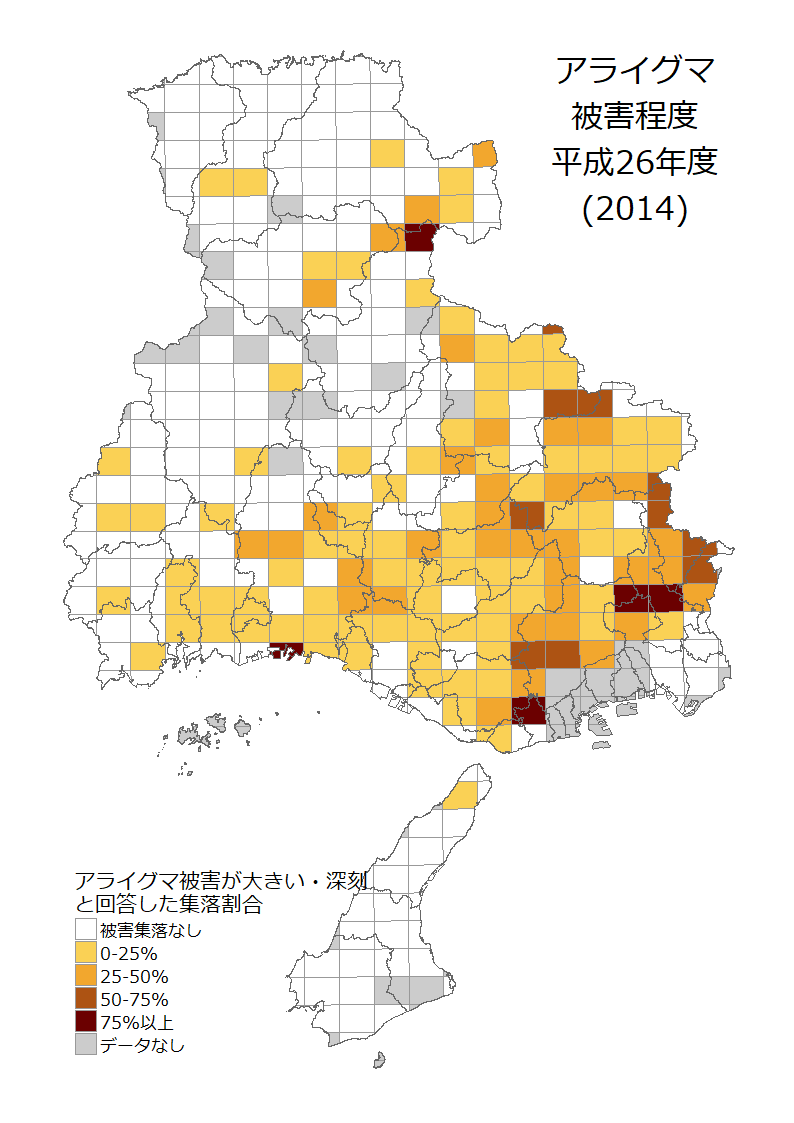 アライグマ
被害程度
平成26年度
(2014)
アライグマ被害が大きい・深刻
と回答した集落割合
被害集落なし
0-25%
25-50%
50-75%
75%以上
データなし